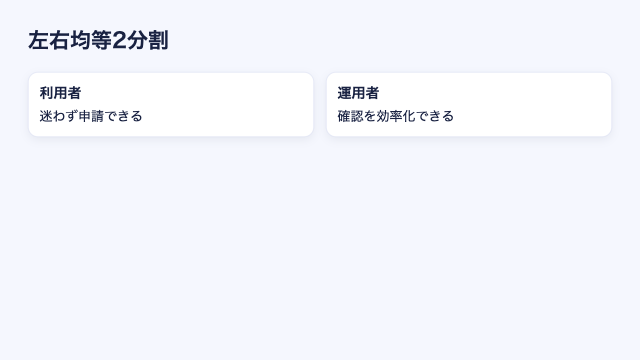 左右均等2分割
利用者
迷わず申請できる
運用者
確認を効率化できる